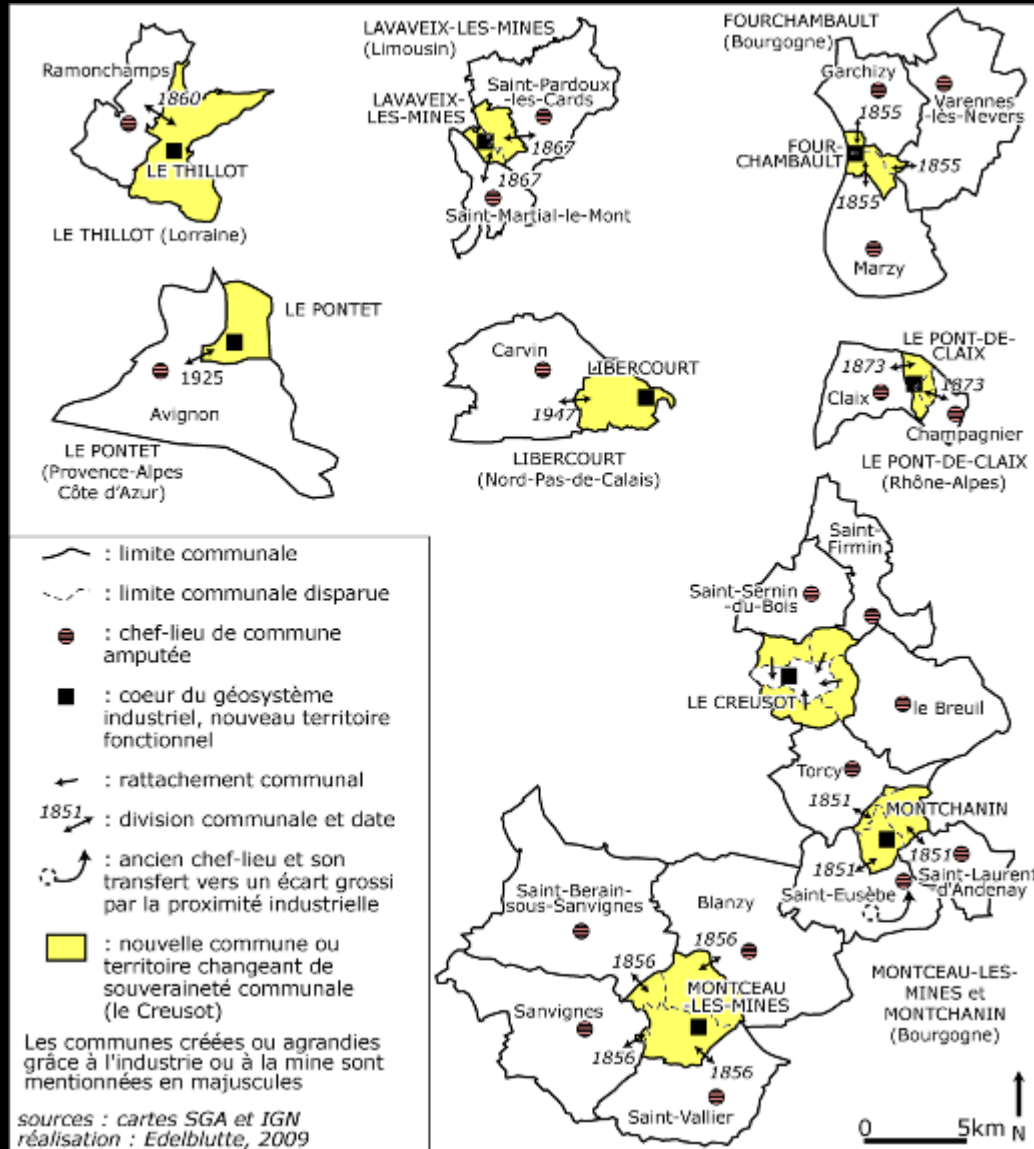 Ramonchamps
1860
LE THILLOT
LE THILLOT (Lorraine)
LAVAVEIX-LES-MINES
(Limousin)
Saint-Pardoux
-les-Cards
LAVAVEIX-
LES-MINES
1867
1867
Saint-Martial-le-Mont
FOURCHAMBAULT
(Bourgogne)
Garchizy
1855
Varennes
-lès-Nevers
FOUR-
CHAMBAULT
1855
1855
Marzy
LE PONTET
1925
Avignon
LE PONTET
(Provence-Alpes
Côte d'Azur)
Carvin
LIBERCOURT
1947
LIBERCOURT
(Nord-Pas-de-Calais)
LE PONT-DE-
CLAIX
1873
1873
Claix
Champagnier
LE PONT-DE-CLAIX
(Rhône-Alpes)
: limite communale
: limite communale disparue
: chef-lieu de commune
amputée
: coeur du géosystème
industriel, nouveau territoire
fonctionnel
: rattachement communal
1851
: division communale et date
: ancien chef-lieu et son
transfert vers un écart grossi
par la proximité industrielle
: nouvelle commune ou
territoire changeant de
souveraineté communale
(le Creusot)
Les communes créées ou agrandies
grâce à l'industrie ou à la mine sont
mentionnées en majuscules
sources : cartes SGA et IGN
réalisation : Edelblutte, 2009
Saint-
Firmin
Saint-Sernin
-du-Bois
LE CREUSOT
le Breuil
Torcy
1851
MONTCHANIN
1851
1851
Saint-Laurent
d'Andenay
Saint-Eusèbe
Saint-Berain-
sous-Sanvignes
Blanzy
1856
1856
MONTCEAU
LES-MINES
Sanvignes
1856
1856
Saint-Vallier
MONTCEAU-LES-
MINES et
MONTCHANIN
(Bourgogne)
0
5km
N